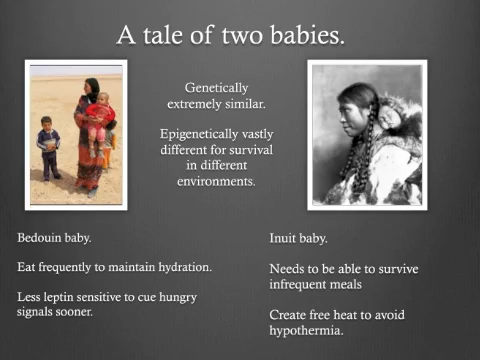 A tale of two babies.
Genetically
extremely similar.
Epigenetically vastly
different for survival
in different
environments.
Bedouin baby.
Eat frequently to maintain hydration.
Less leptin sensitive to cue hungry
signals sooner.
Inuit baby.
Needs to be able to survive
infrequent meals
Create free heat to avoid
hypothermia.